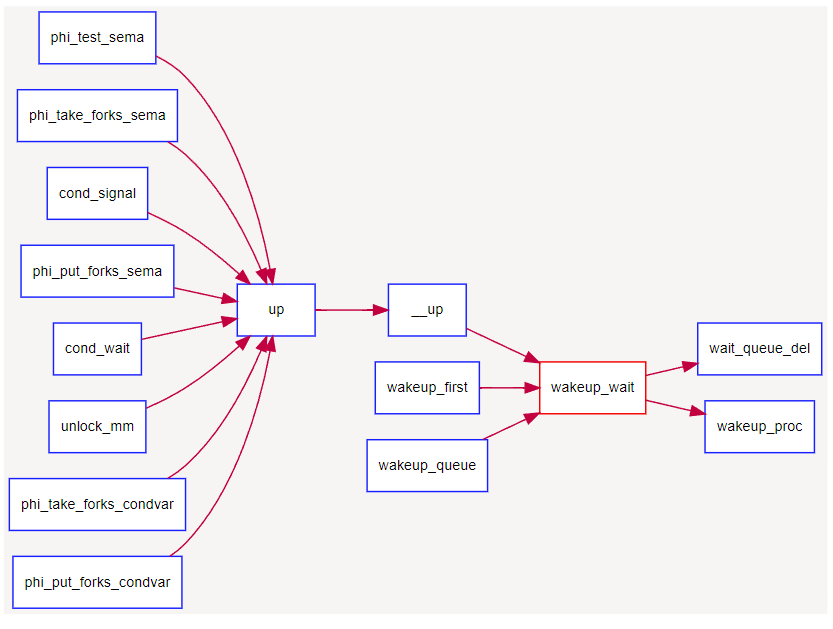 phi_test_sema
phi_take_forks_sema
cond_signal
phi_put_forks_sema
cond_wait
unlock_mm
phi_take_forks_condvar
phi_put_forks_condvar
up
__up
wakeup_first
wakeup_queue
wakeup_wait
wait_queue_del
wakeup_proc